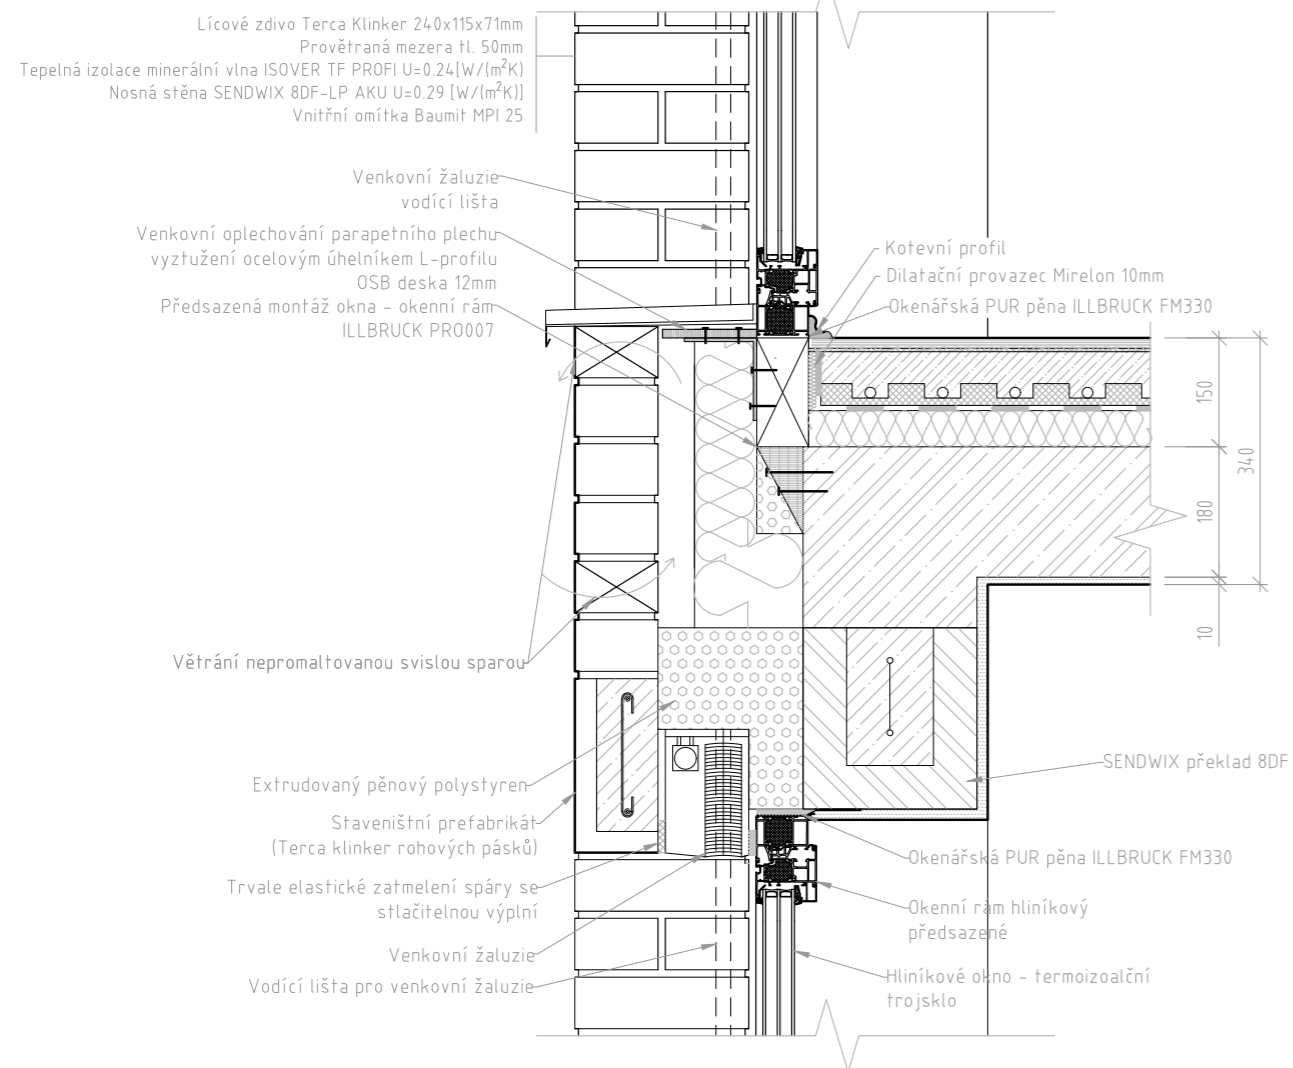 Lícové zdivo Terca Klinker 240x115x71mm
Provětraná mezera tl. 50mm
Tepelná izolace minerální vlna ISOVER TF PROFI U=0.24[W/(m²K)
Nosná stěna SENDWIX 8DF-LP AKU U=0.29 [W/(m²K)]
Vnitřní omítka Baumit MPI 25
Venkovní žaluzie
vodící lišta
Venkovní oplechování parapetního plechu
vyztužení ocelovým úhelníkem L-profilu
OSB deska 12mm
Předsazená montáž okna - okenní rám
ILLBRUCK PR0007
Kotevní profil
Dilatační provazec Mirelon 10mm
Okenářská PUR pěna ILLBRUCK FM330
150
340
180
10
Větrání nepromaltovanou svislou sparou
Extrudovaný pěnový polystyren
Staveništní prefabrikát
(Terca klinker rohových pásků)
Trvale elastické zatmelení spáry se
stlačitelnou výplní
Venkovní žaluzie
Vodící lišta pro venkovní žaluzie
SENDWIX překlad 8DF
Okenářská PUR pěna ILLBRUCK FM330
Okenní rám hliníkový
předsazené
Hliníkové okno - termoizoalční
trojsklo